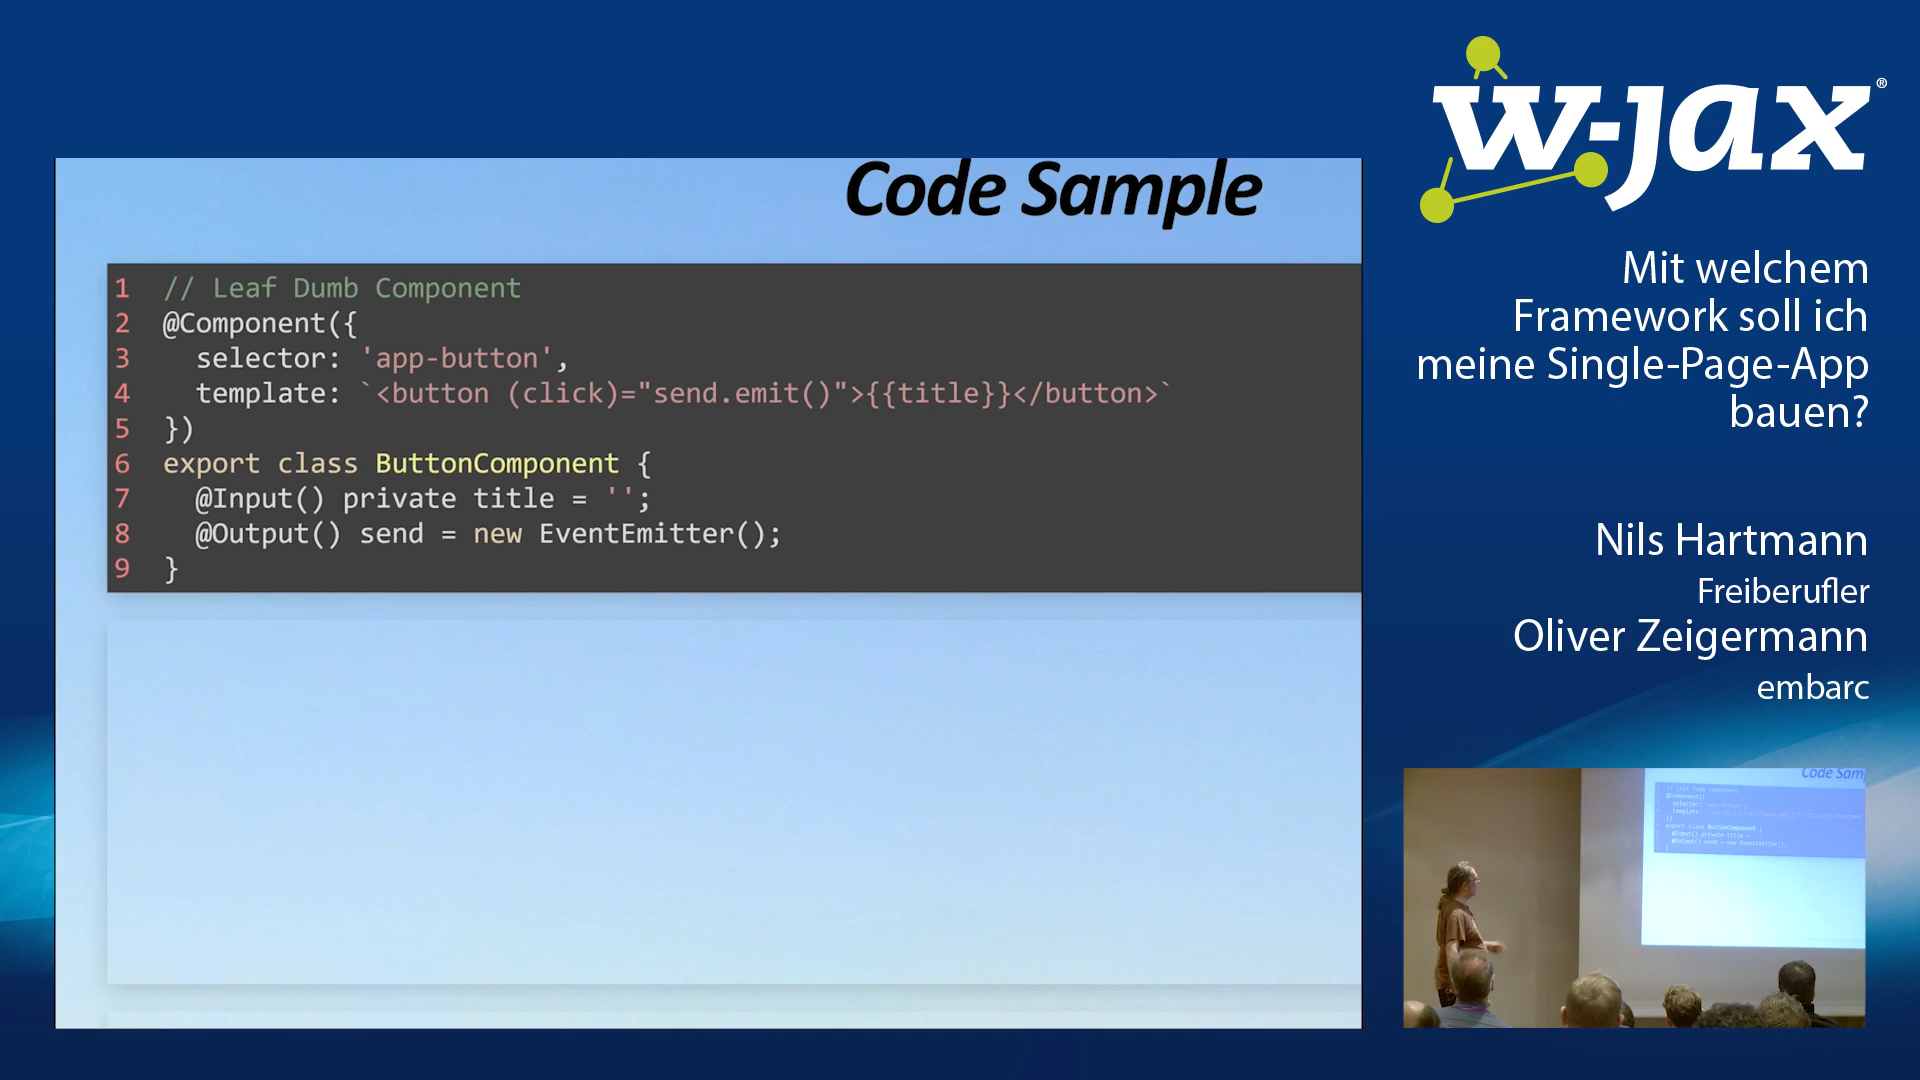 Code Sample
1 // Leaf Dumb Component
2 @Component({
3   selector: 'app-button',
4   template: `<button (click)="send.emit()">{{title}}</button>`
5 })
6 export class ButtonComponent {
7   @Input() private title = '';
8   @Output() send = new EventEmitter();
9 }
w-jax®
Mit welchem
Framework soll ich
meine Single-Page-App
bauen?
Nils Hartmann
Freiberufler
Oliver Zeigermann
embarc
Code Sam